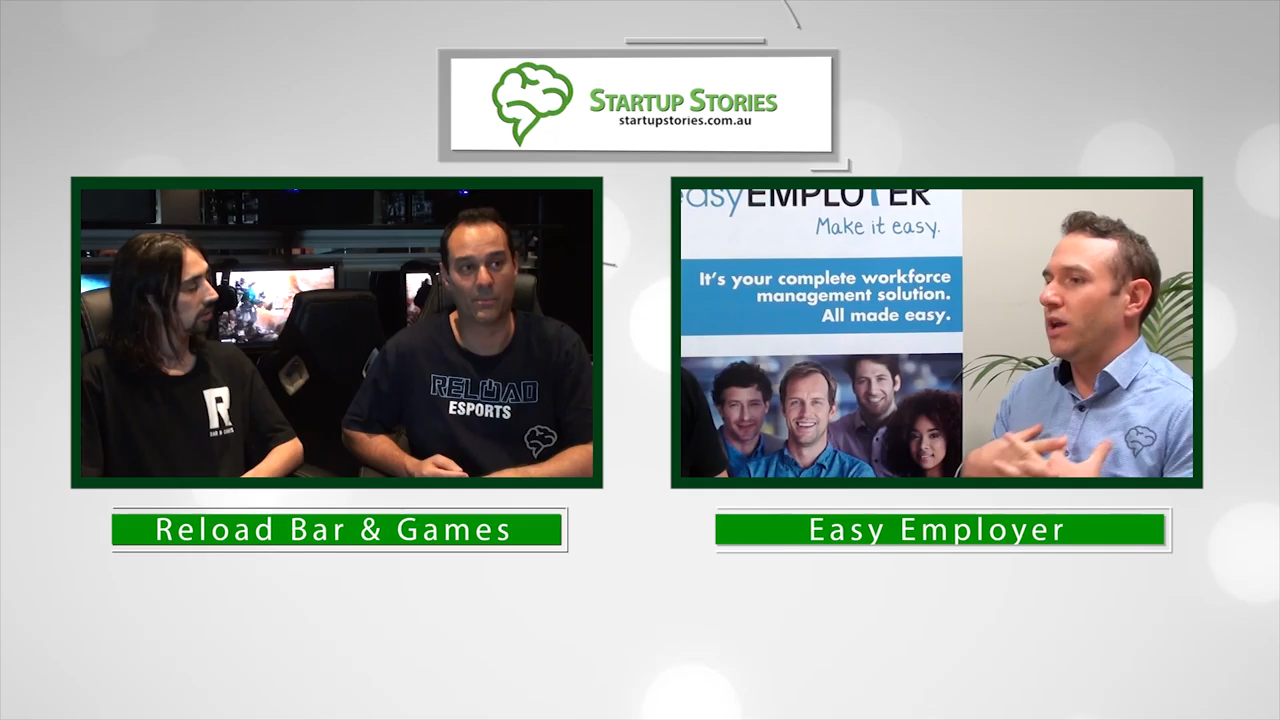 STARTUP STORIES
startupstories.com.au
easyEMPLOYER
Make it easy.
It's your complete workforce
management solution.
All made easy.
R
RELOAD
ESPORTS
Reload Bar & Games
Easy Employer